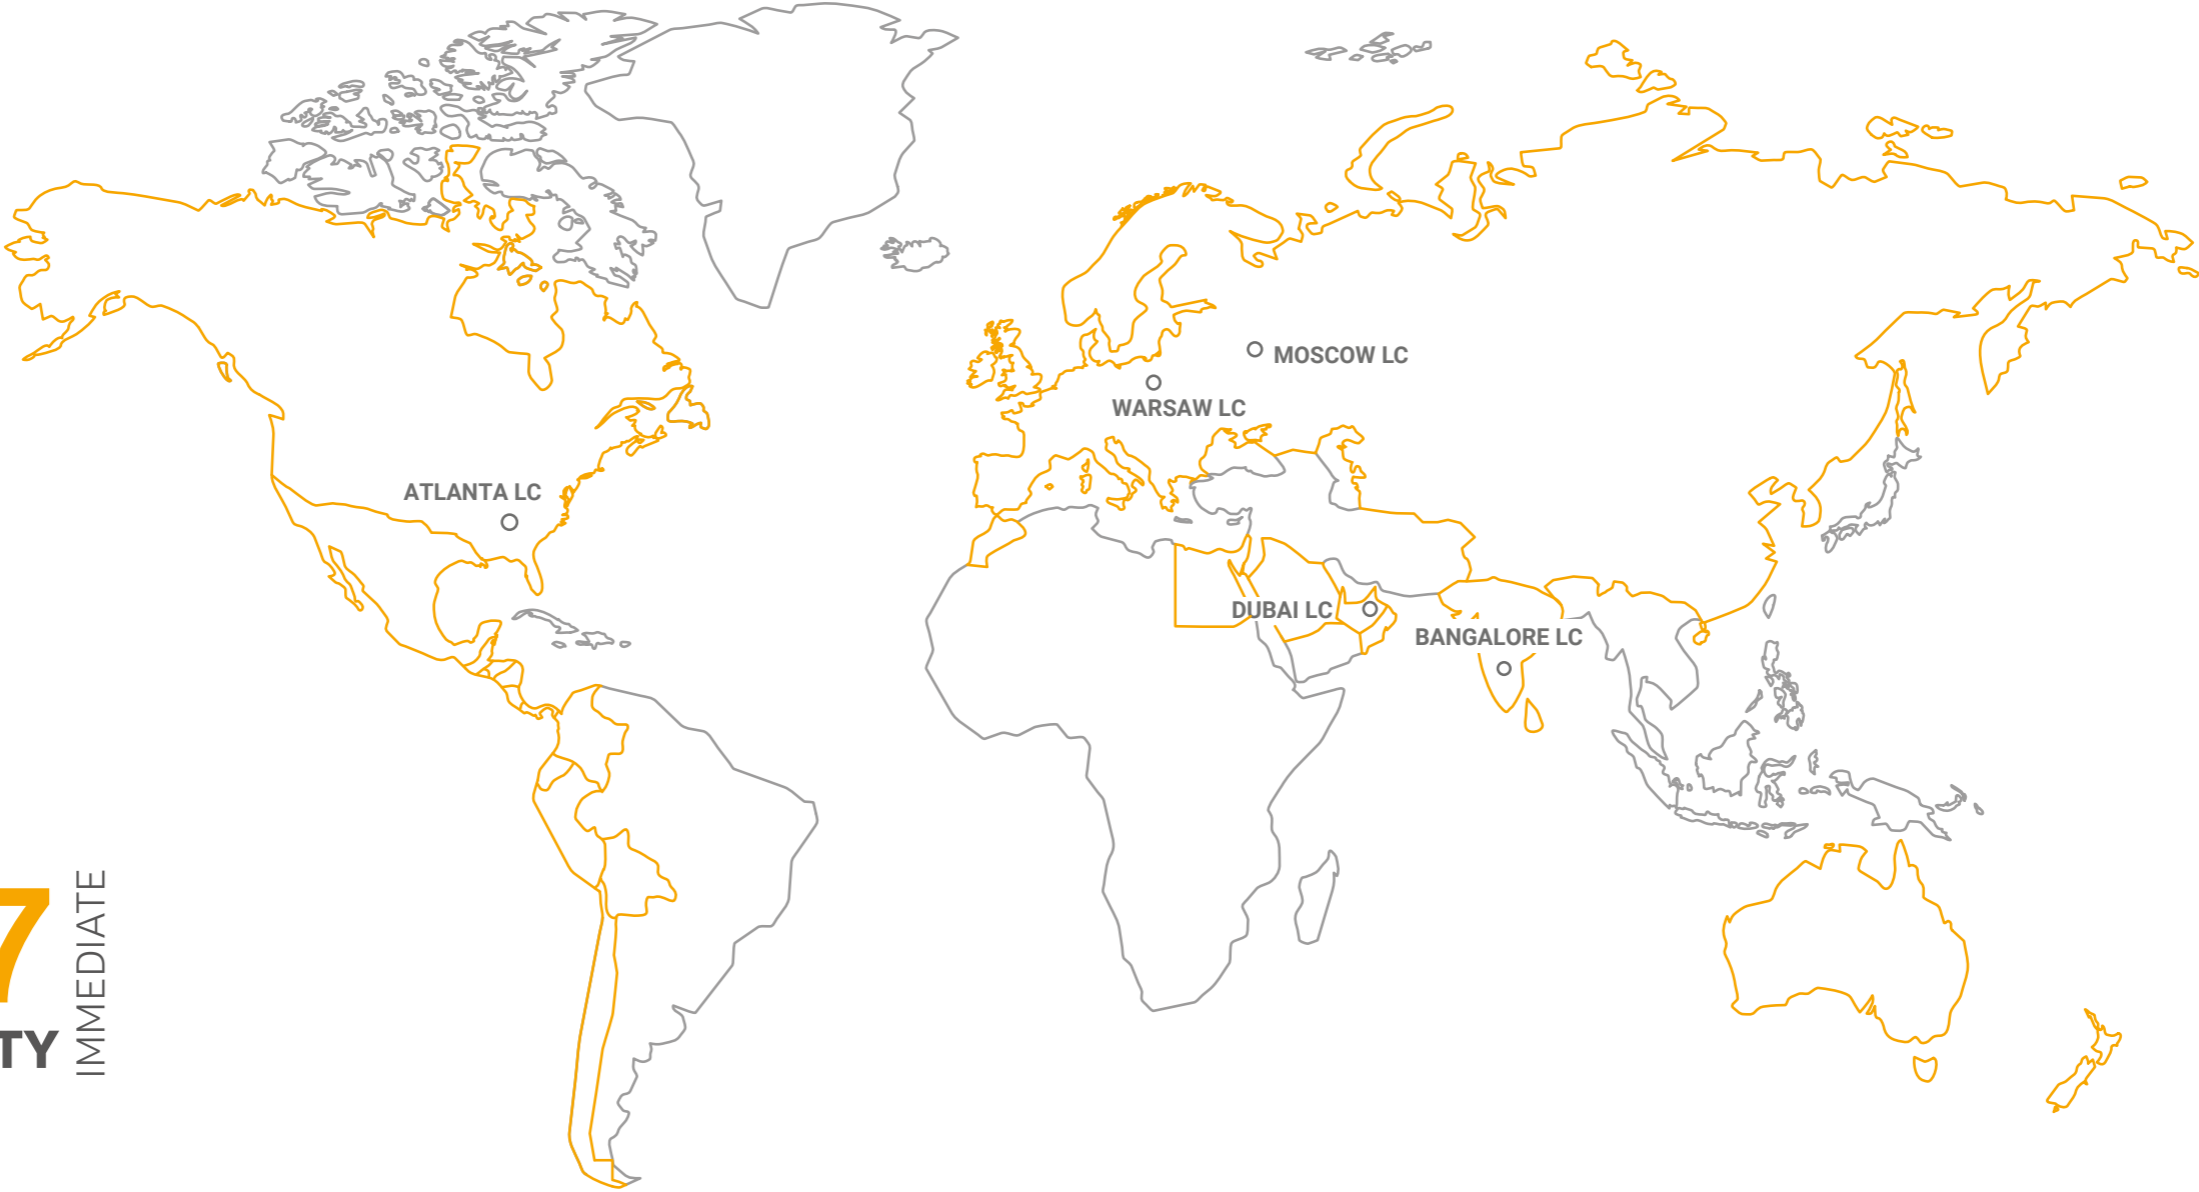 MOSCOW LC
WARSAW LC
ATLANTA LC
DUBAI LC
BANGALORE LC
7
TY
IMMEDIATE